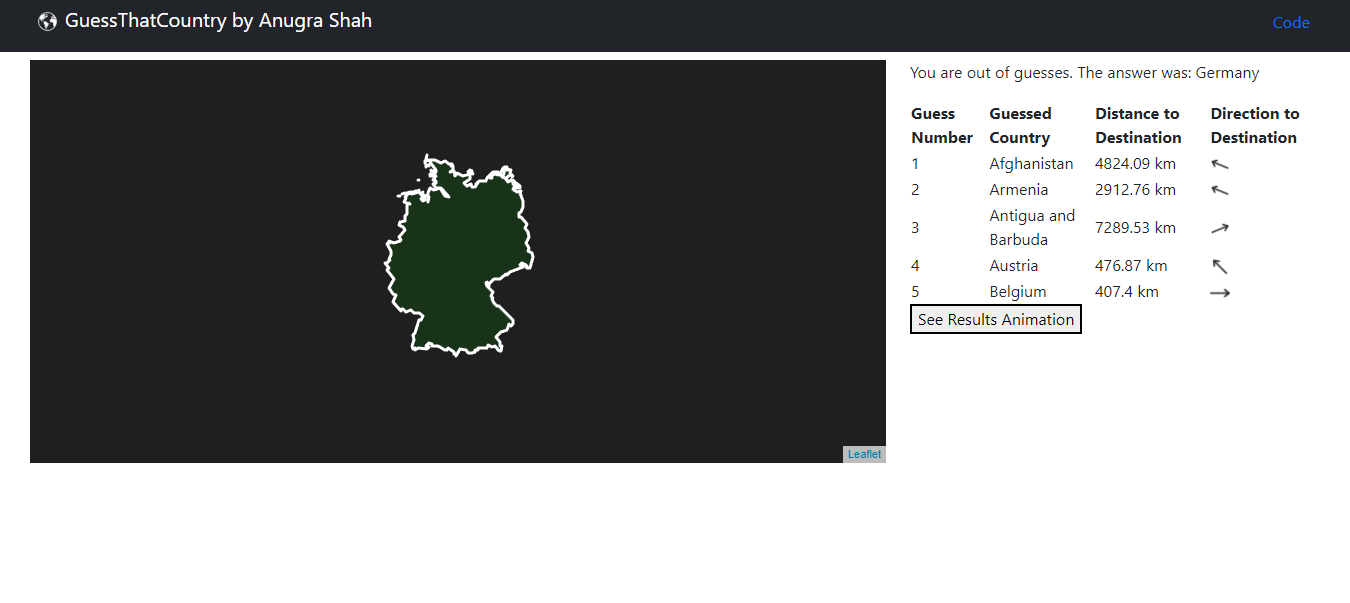 GuessThatCountry by Anugra Shah
Code
You are out of guesses. The answer was: Germany
Guess Number Guessed Country Distance to Destination Direction to Destination
1 Afghanistan 4824.09 km
2 Armenia 2912.76 km
3 Antigua and Barbuda 7289.53 km
4 Austria 476.87 km
5 Belgium 407.4 km
See Results Animation
Leaflet